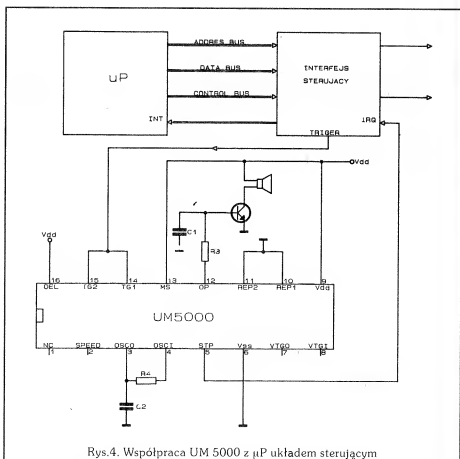 ADDRES BUS
DATA BUS
CONTROL BUS
uP
INT
INTERFEJS
STERUJACY
IRQ
TRIGER
Vdd
C1
R3
Vdd
16 15 14 13 12 11 10 9
DEL TG2 TG1 MS OP REP2 REP1 Vdd
UM5000
NC SPEED OSCO OSCI STP Vss VTGO VTGI
1 2 3 4 5 6 7 8
R4
C2
Rys.4. Współpraca UM 5000 z µP układem sterującym